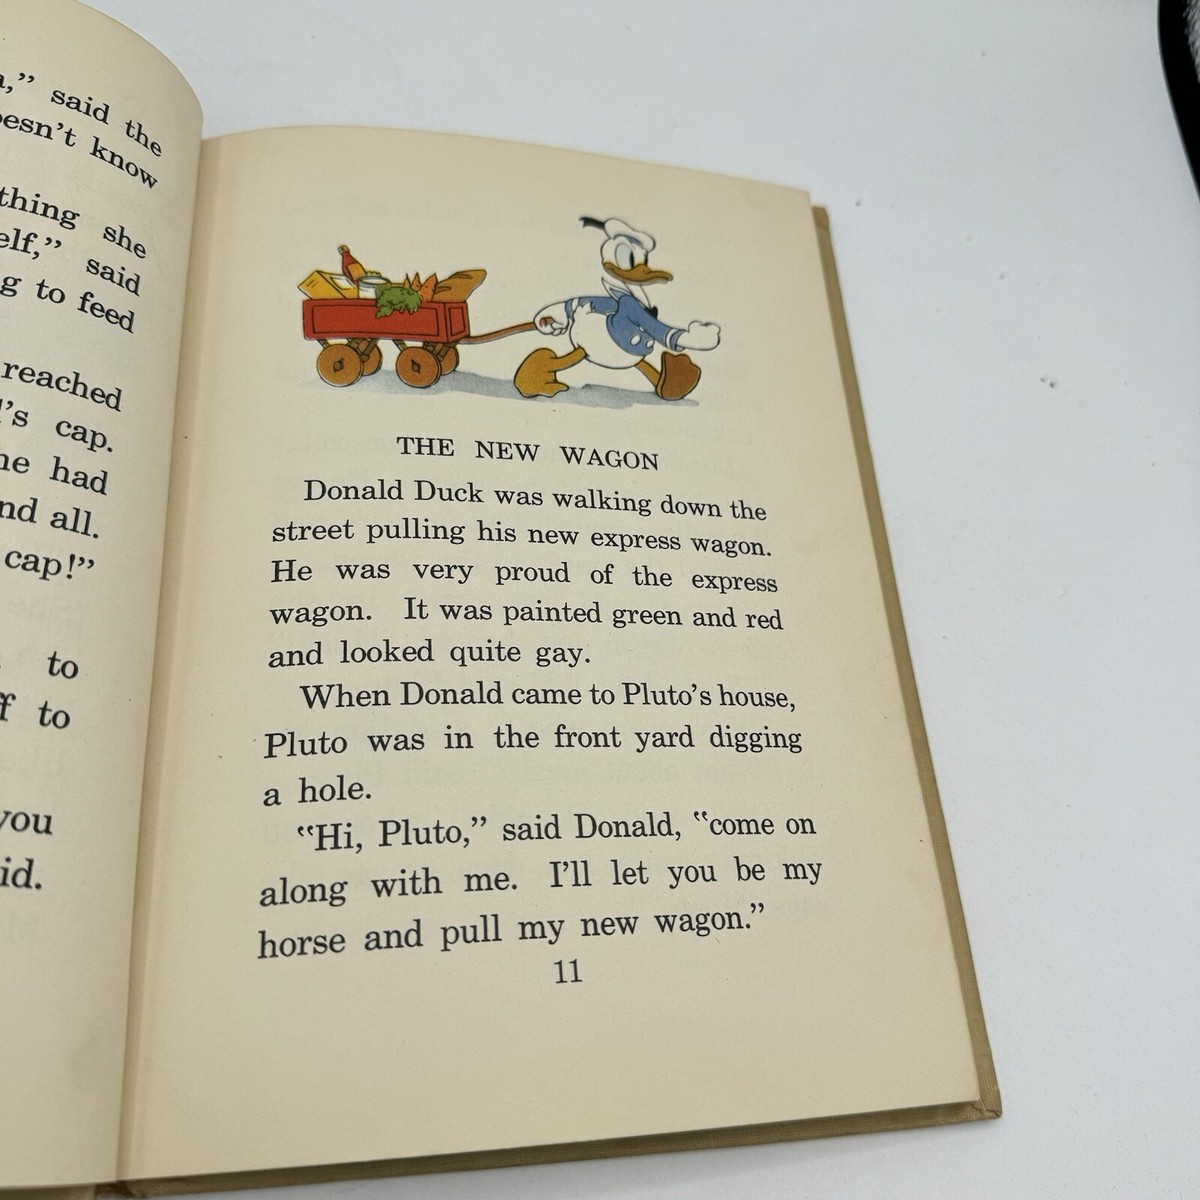 said the
esn't know
thing she
elf," said
g to feed
reached
's cap.
he had
nd all.
cap!"
to
ff to
you
id.
THE NEW WAGON
Donald Duck was walking down the
street pulling his new express wagon.
He was very proud of the express
wagon. It was painted green and red
and looked quite gay.
When Donald came to Pluto's house,
Pluto was in the front yard digging
a hole.
"Hi, Pluto," said Donald, "come on
along with me. I'll let you be my
horse and pull my new wagon."
11